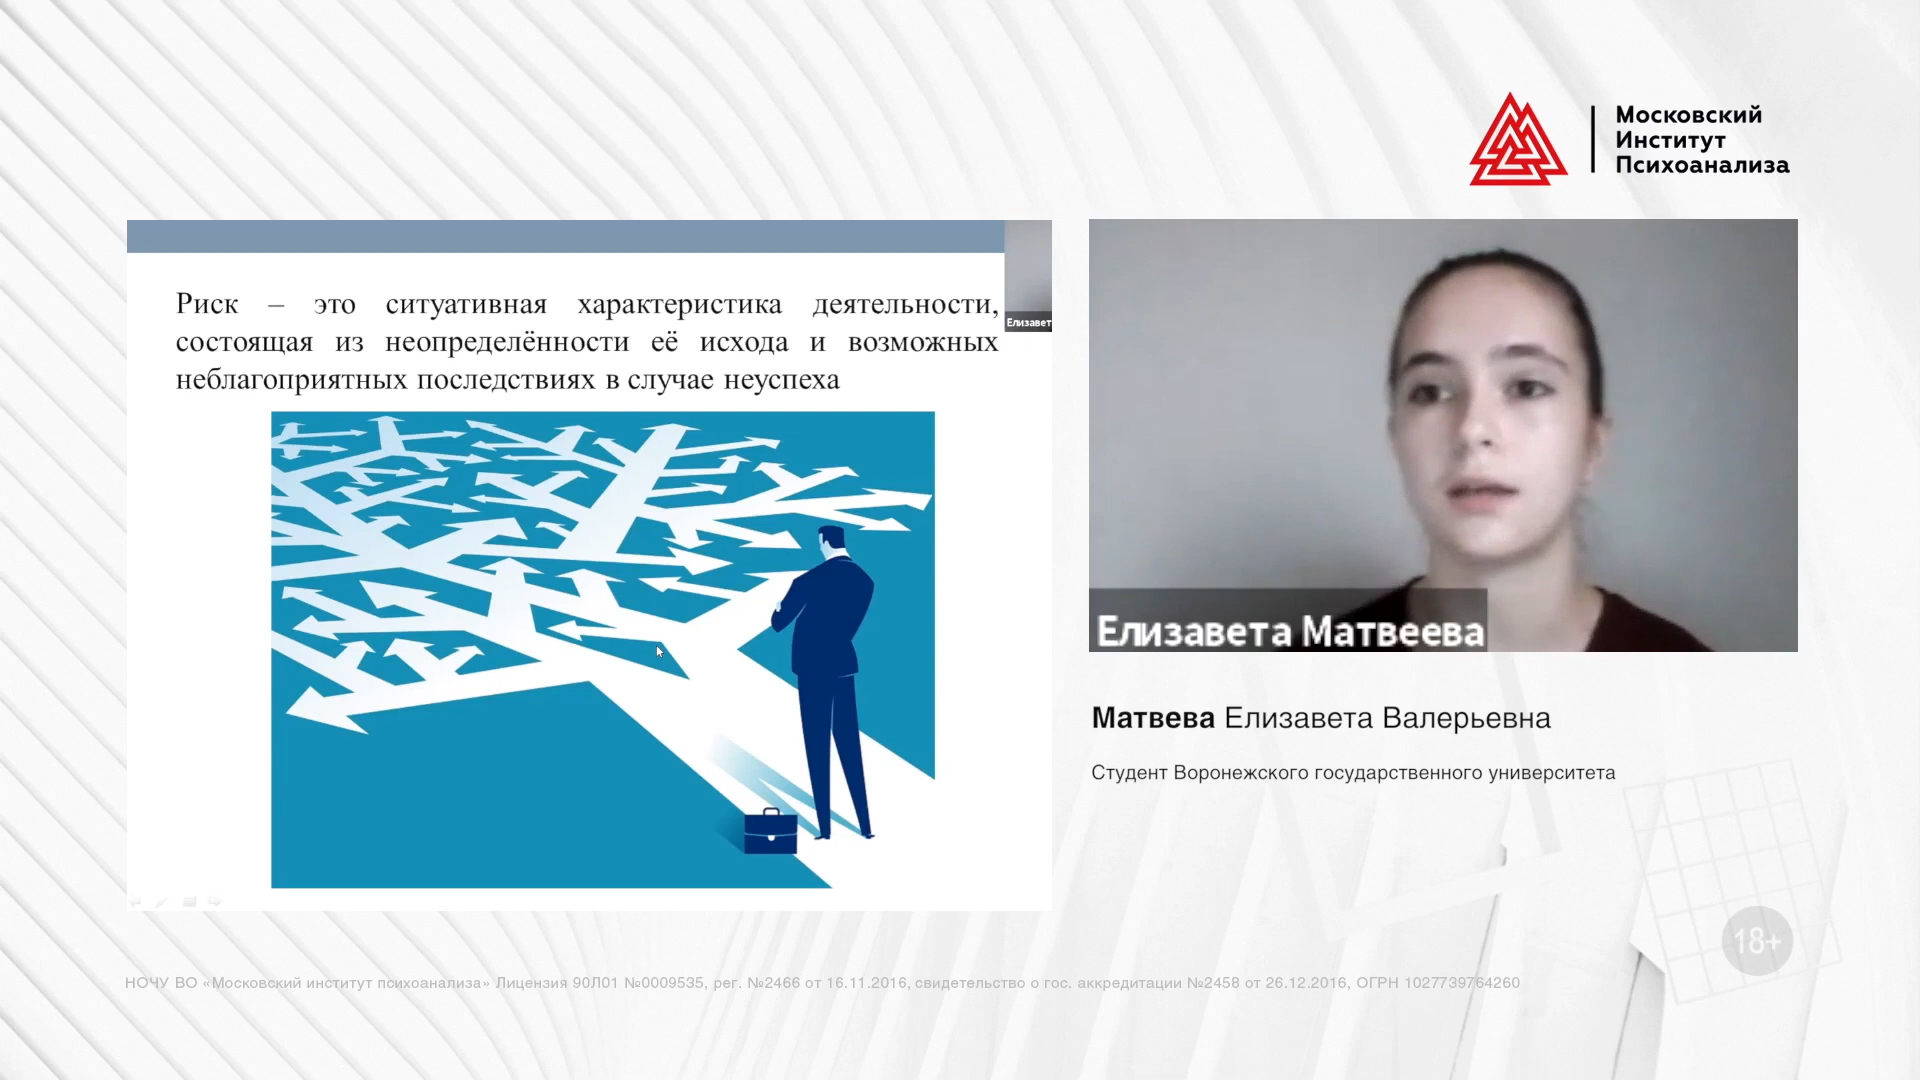 Московский
Институт
Психоанализа
Риск – это ситуативная характеристика деятельности,
состоящая из неопределённости её исхода и возможных
неблагоприятных последствиях в случае неуспеха
Елизавет
Елизавета Матвеева
Матвева Елизавета Валерьевна
Студент Воронежского государственного университета
18+
НОЧУ ВО «Московский институт психоанализа» Лицензия 90Л01 №0009535, рег. №2466 от 16.11.2016, свидетельство о гос. аккредитации №2458 от 26.12.2016, ОГРН 1027739764260